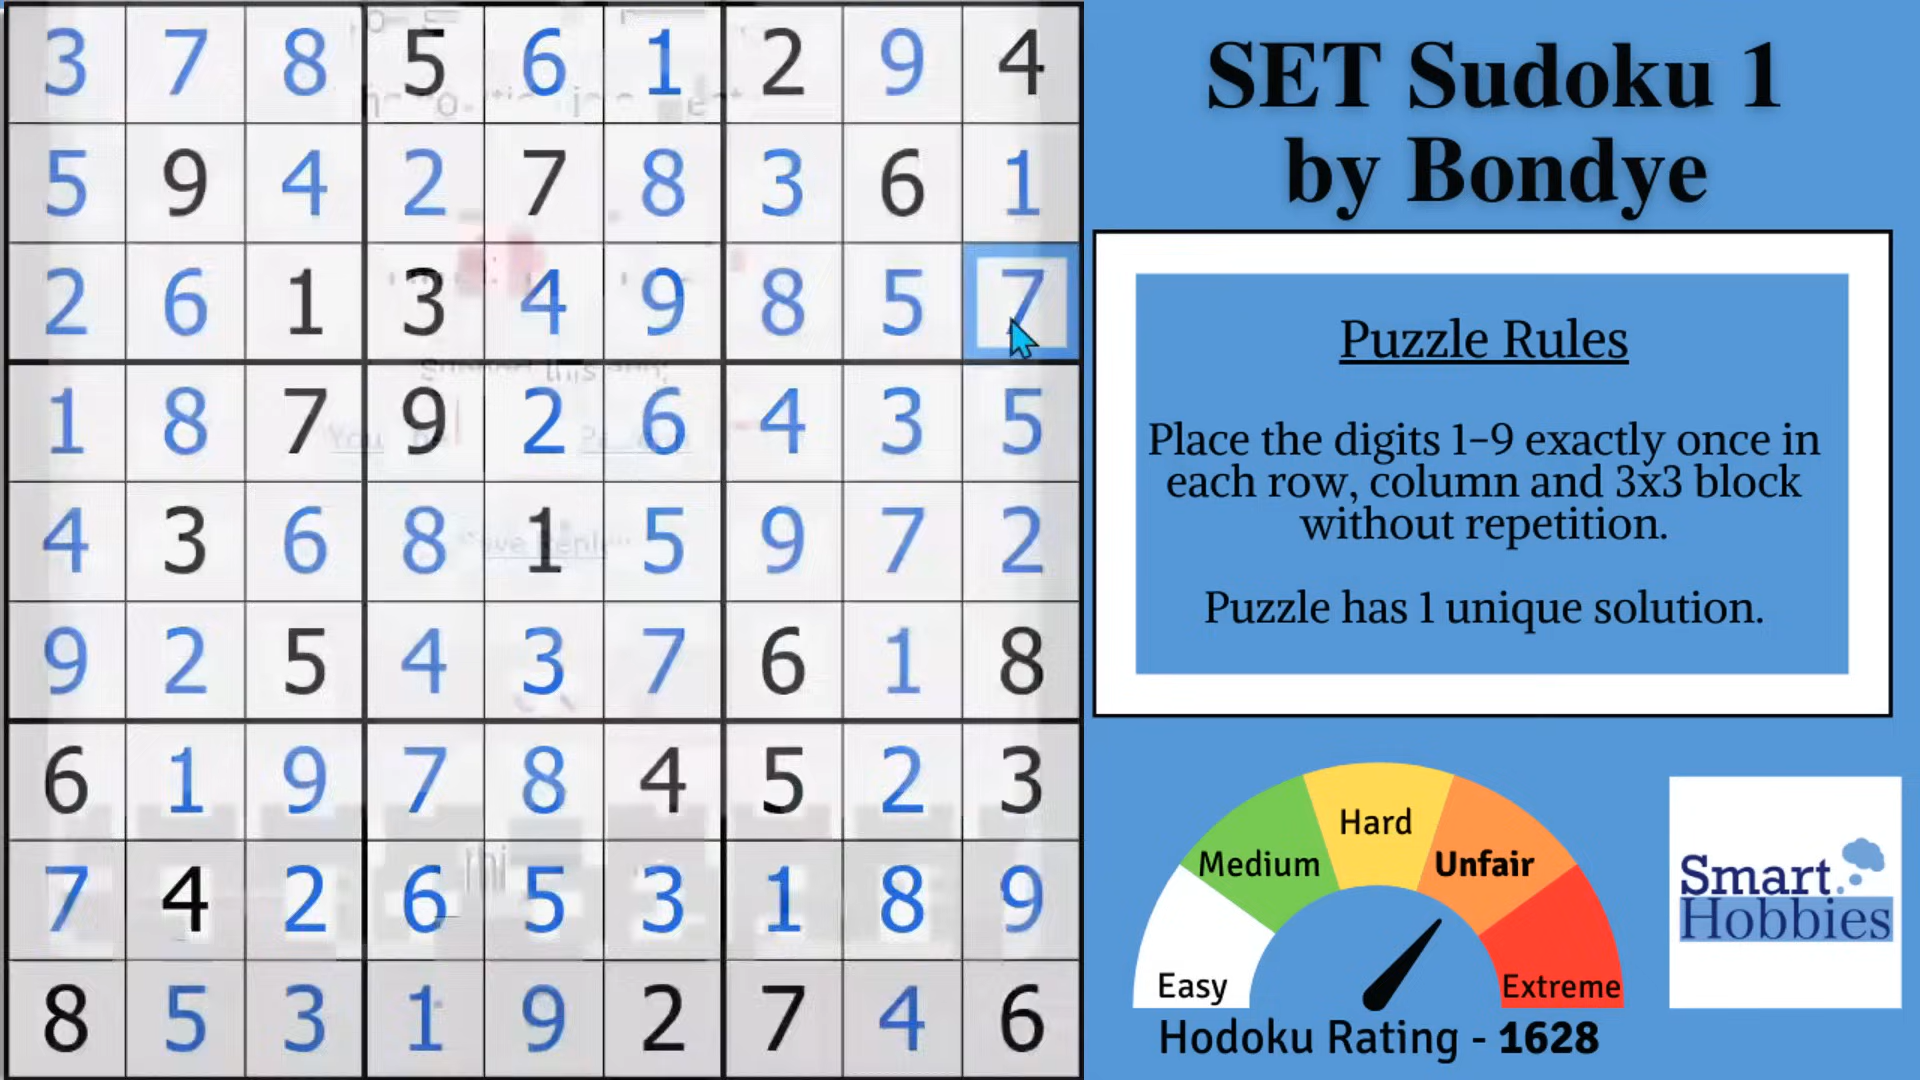 3 7 8 5 6 1 2 9 4
5 9 4 2 7 8 3 6 1
2 6 1 3 4 9 8 5 7
1 8 7 9 2 6 4 3 5
4 3 6 8 1 5 9 7 2
9 2 5 4 3 7 6 1 8
6 1 9 7 8 4 5 2 3
7 4 2 6 5 3 1 8 9
8 5 3 1 9 2 7 4 6
SET Sudoku 1
by Bondye
Puzzle Rules
Place the digits 1-9 exactly once in
each row, column and 3x3 block
without repetition.
Puzzle has 1 unique solution.
Easy
Medium
Hard
Unfair
Extreme
Hodoku Rating - 1628
Smart
Hobbies